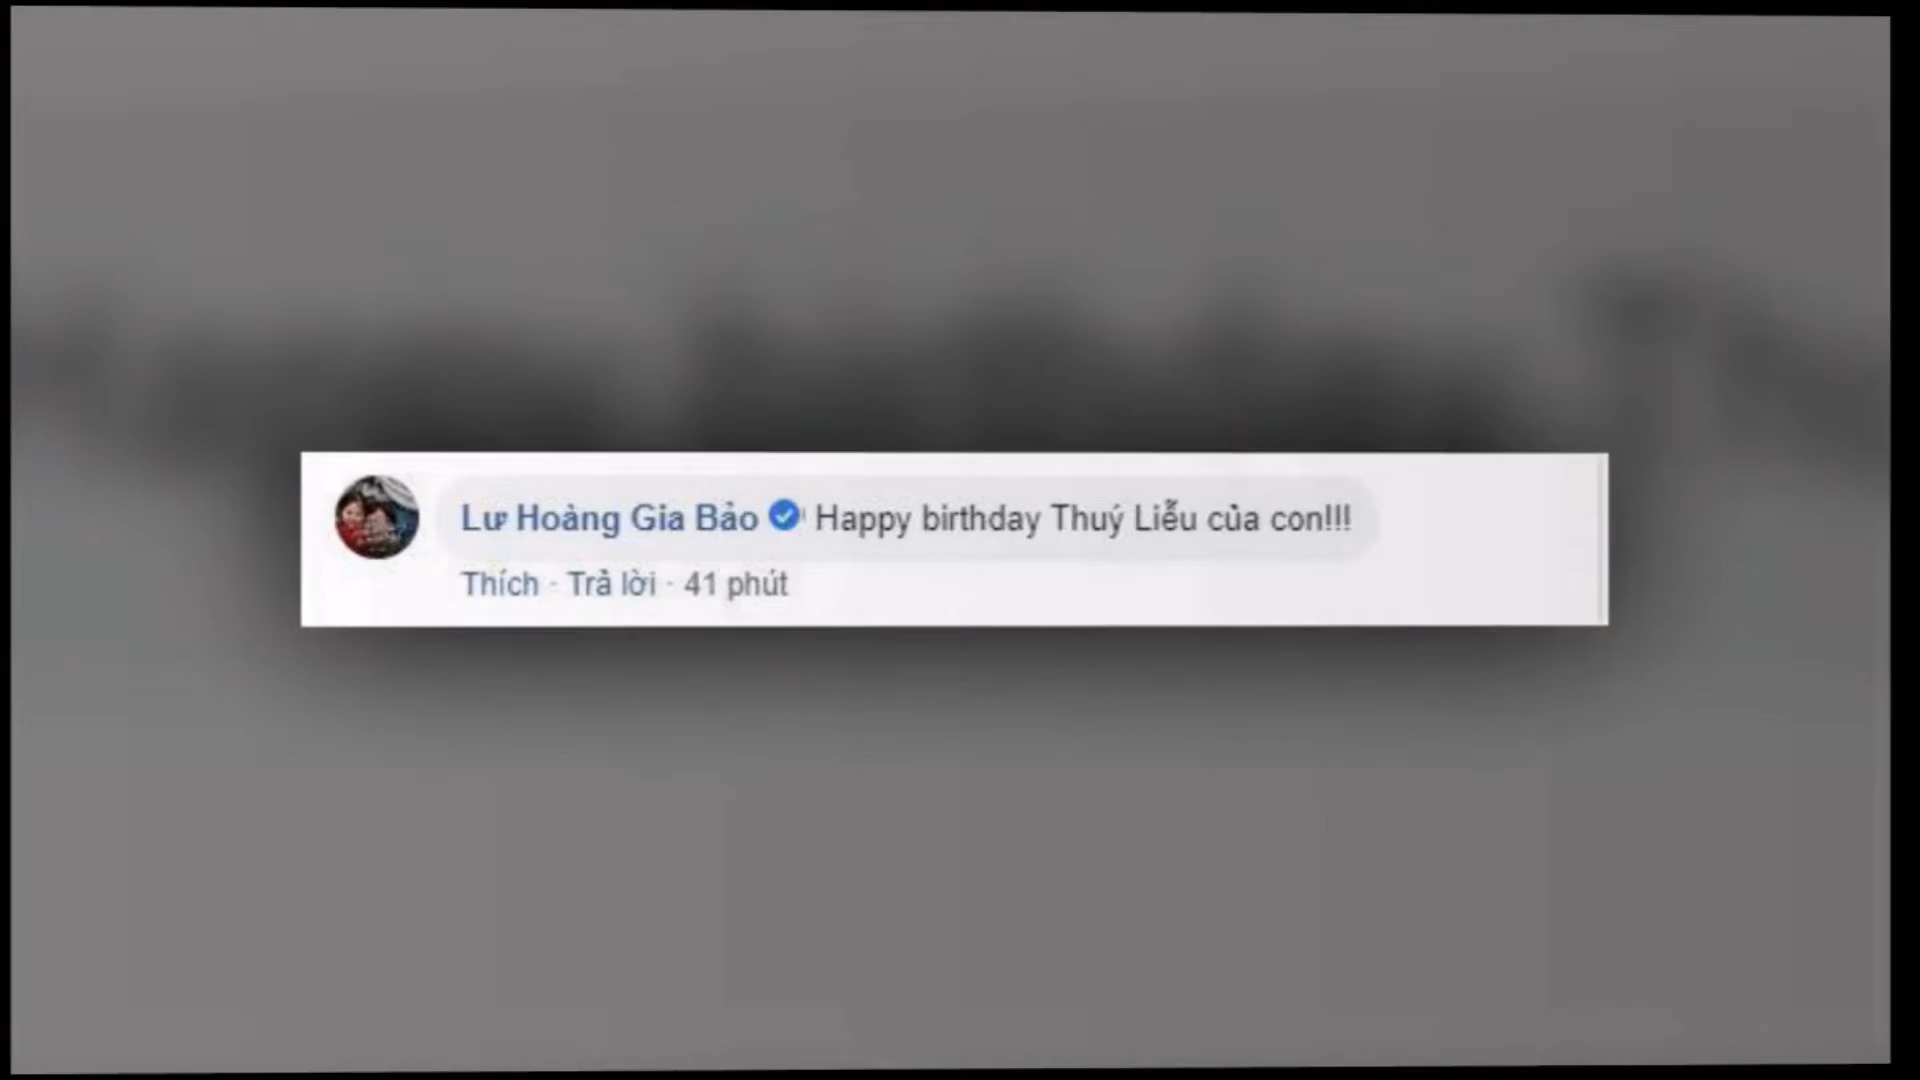 Lư Hoàng Gia Bảo Happy birthday Thuý Liễu của con!!!
Thích · Trả lời · 41 phút